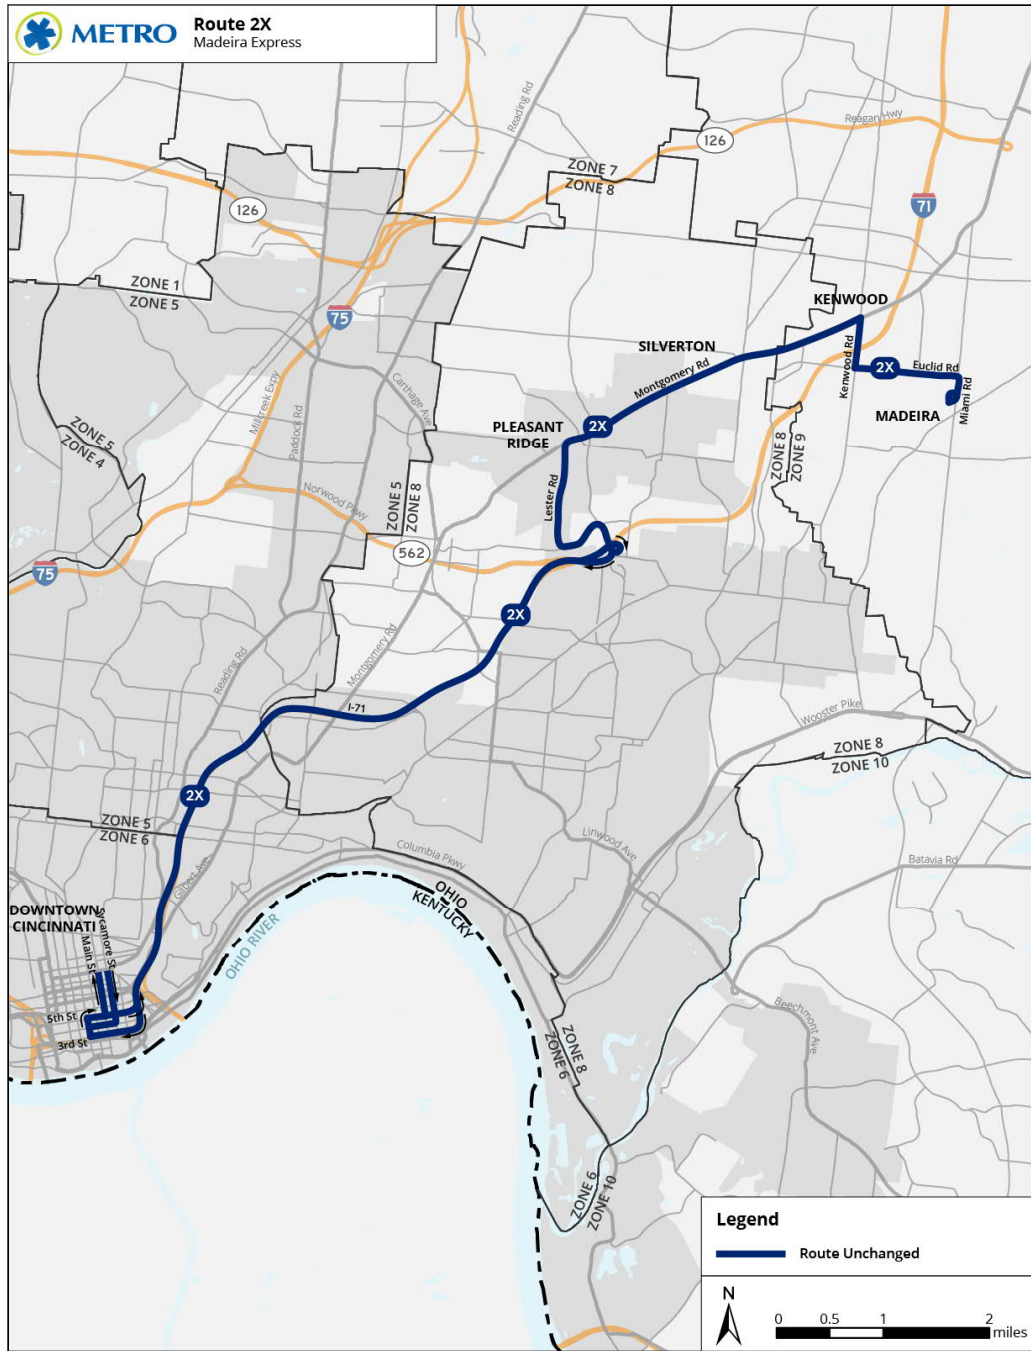 METRO
Route 2X
Madeira Express
Reading Rd
Reagan Hwy
126
ZONE 7
ZONE 8
126
71
ZONE 1
ZONE 5
75
KENWOOD
SILVERTON
Montgomery Rd
Kenwood Rd
2X
Euclid Rd
Miami Rd
MADEIRA
Millcreek Expy
Paddock Rd
Carthage Ave
PLEASANT
RIDGE
2X
ZONE 5
ZONE 4
ZONE 8
ZONE 9
Norwood Pkwy
ZONE 5
ZONE 8
Lester Rd
562
75
2X
Reading Rd
Montgomery Rd
I-71
Wooster Pike
ZONE 8
ZONE 10
2X
ZONE 5
ZONE 6
Gilbert Ave
Columbia Pkwy
Linwood Ave
Batavia Rd
OHIO
KENTUCKY
DOWNTOWN
CINCINNATI
Sycamore St
Main St
OHIO RIVER
5th St
3rd St
Beechmont Ave
ZONE 8
ZONE 6
ZONE 6
ZONE 10
Legend
Route Unchanged
N
0 0.5 1 2
miles